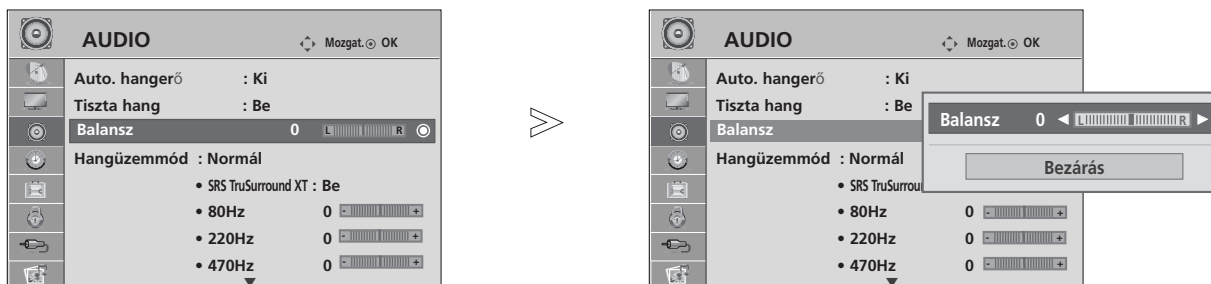 AUDIO Mozgat. OK
Auto. hangerő : Ki
Tiszta hang : Be
Balansz 0 L R
Hangüzemmód : Normál
• SRS TruSurround XT : Be
• 80Hz 0 - +
• 220Hz 0 - +
• 470Hz 0 - +
AUDIO Mozgat. OK
Auto. hangerő : Ki
Tiszta hang : Be
Balansz
Hangüzemmód : Normál
• SRS TruSurrou
• 80Hz 0 - +
• 220Hz 0 - +
• 470Hz 0 - +
Balansz 0 L R
Bezárás